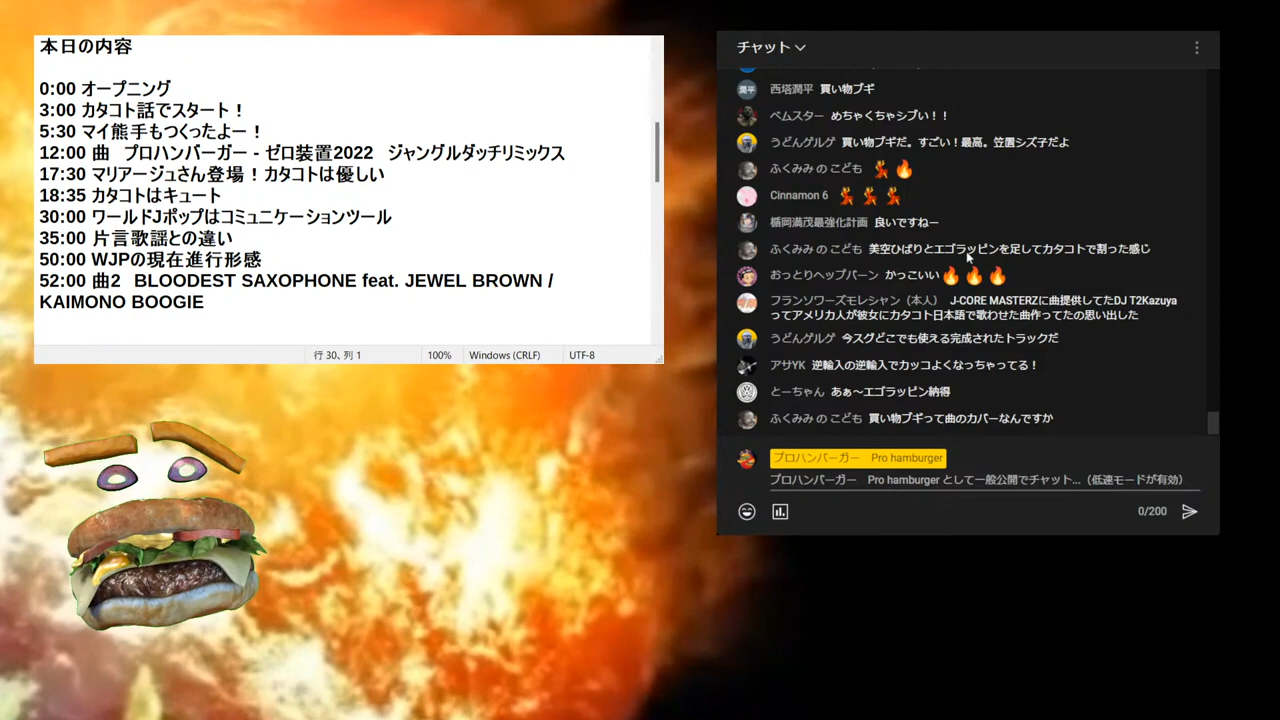 本日の内容
0:00 オープニング
3:00 カタコト話でスタート！
5:30 マイ熊手もつくったよー！
12:00 曲　プロハンバーガー - ゼロ装置2022　ジャングルダッチリミックス
17:30 マリアージュさん登場！カタコトは優しい
18:35 カタコトはキュート
30:00 ワールドJポップはコミュニケーションツール
35:00 片言歌謡との違い
50:00 WJPの現在進行形感
52:00 曲2　BLOODEST SAXOPHONE feat. JEWEL BROWN /
KAIMONO BOOGIE
行 30、列 1 100% Windows (CRLF) UTF-8
チャット
西塔潤平 買い物ブギ
ベムスター めちゃくちゃシブい！！
うどんゲルゲ 買い物ブギだ。すごい！最高。笠置シズ子だよ
ふくみみ の こども 💃🔥
Cinnamon 6 💃💃💃
楯岡満茂最強化計画 良いですねー
ふくみみ の こども 美空ひばりとエゴラッピンを足してカタコトで割った感じ
おっとりヘップバーン かっこいい🔥🔥🔥
フランソワーズモレシャン（本人） J-CORE MASTERZに曲提供してたDJ T2Kazuya
ってアメリカ人が彼女にカタコト日本語で歌わせた曲作ってたの思い出した
うどんゲルゲ 今スグどこでも使える完成されたトラックだ
アサYK 逆輸入の逆輸入でカッコよくなっちゃってる！
とーちゃん あぁ〜エゴラッピン納得
ふくみみ の こども 買い物ブギって曲のカバーなんですか
プロハンバーガー　Pro hamburger
プロハンバーガー　Pro hamburger として一般公開でチャット...（低速モードが有効）
0/200